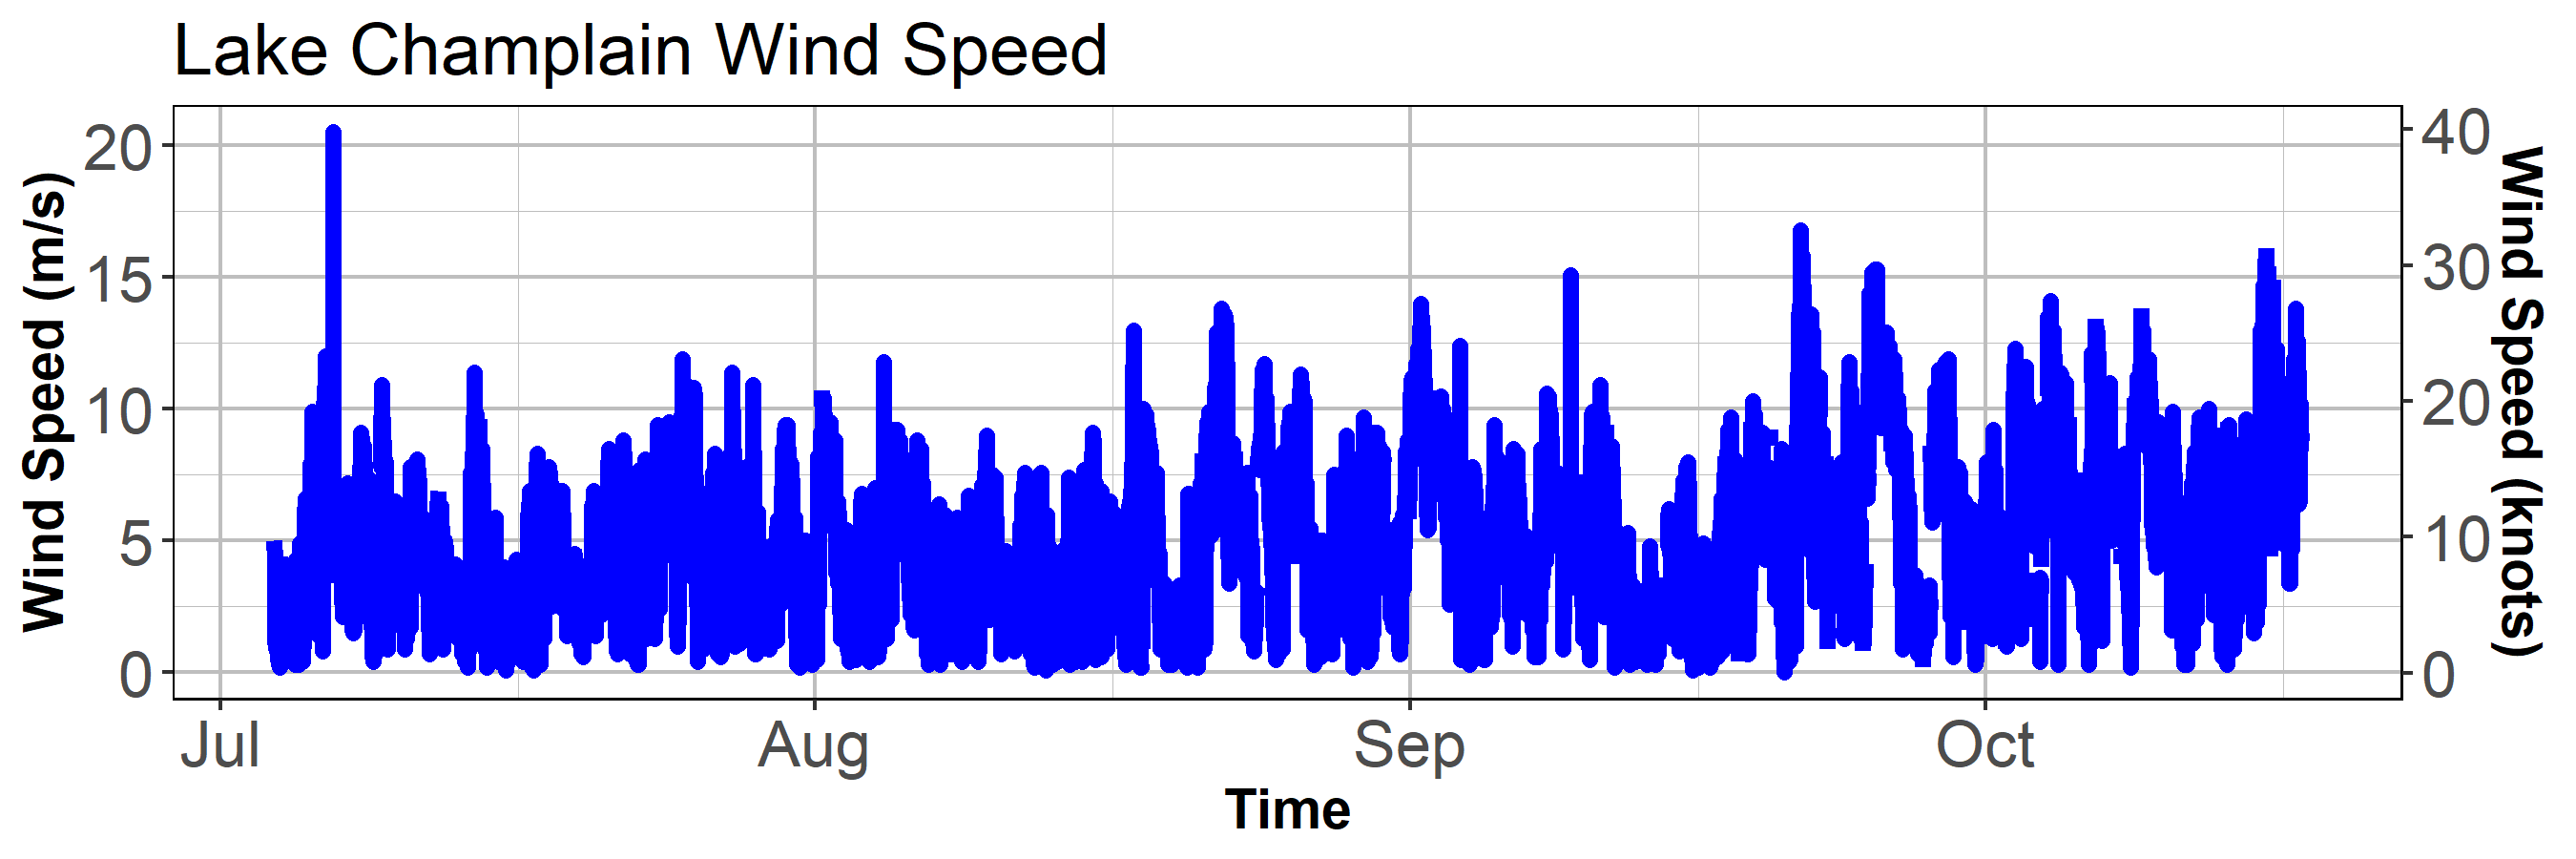 Lake Champlain Wind Speed
Wind Speed (m/s)
20
15
10
5
0
40
30
20
10
0
Wind Speed (knots)
Jul
Aug
Sep
Oct
Time